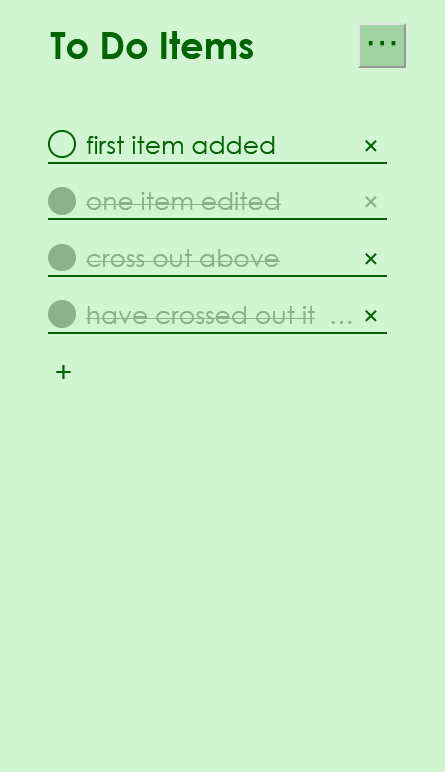 To Do Items ...
first item added ×
one item edited ×
cross out above ×
have crossed out it ... ×
+